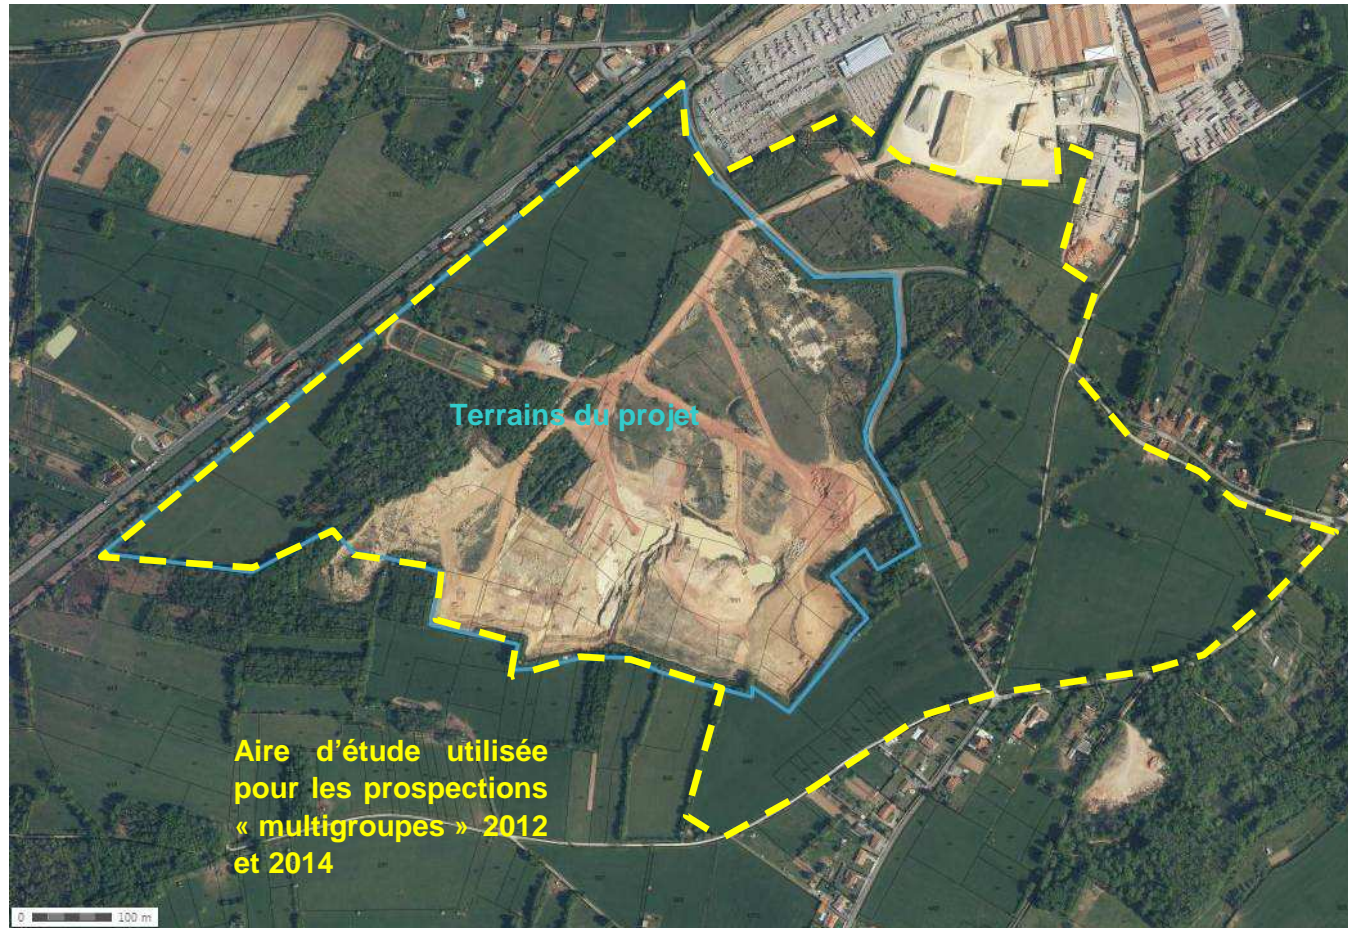 Terrains du projet
Aire d'étude utilisée
pour les prospections
« multigroupes » 2012
et 2014
0 100 m